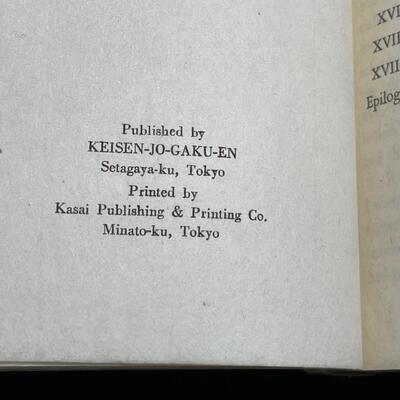 Published by
KEISEN-JO-GAKU-EN
Setagaya-ku, Tokyo
Printed by
Kasai Publishing & Printing Co.
Minato-ku, Tokyo
XVI
XVII
XVII
Epilog